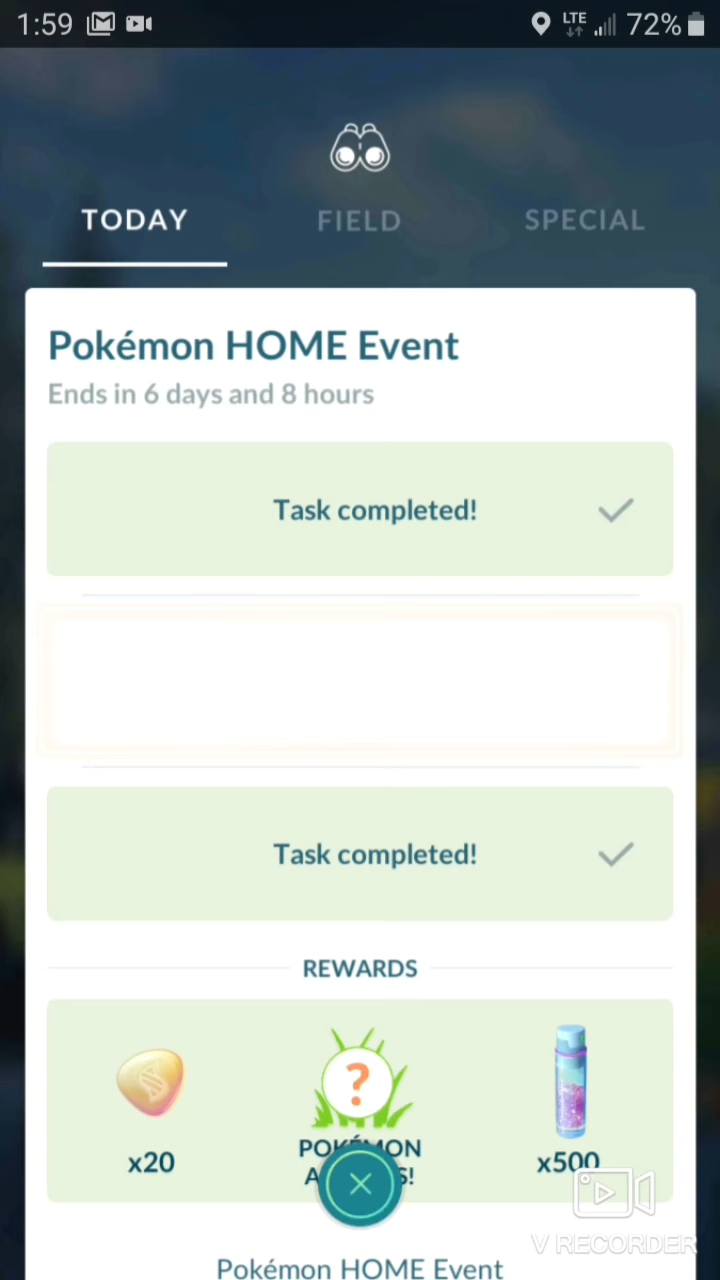 1:59 LTE 72%
TODAY FIELD SPECIAL
Pokémon HOME Event
Ends in 6 days and 8 hours
Task completed!
Task completed!
REWARDS
?
POKÉMON
x20 x500
V RECORDER
Pokémon HOME Event